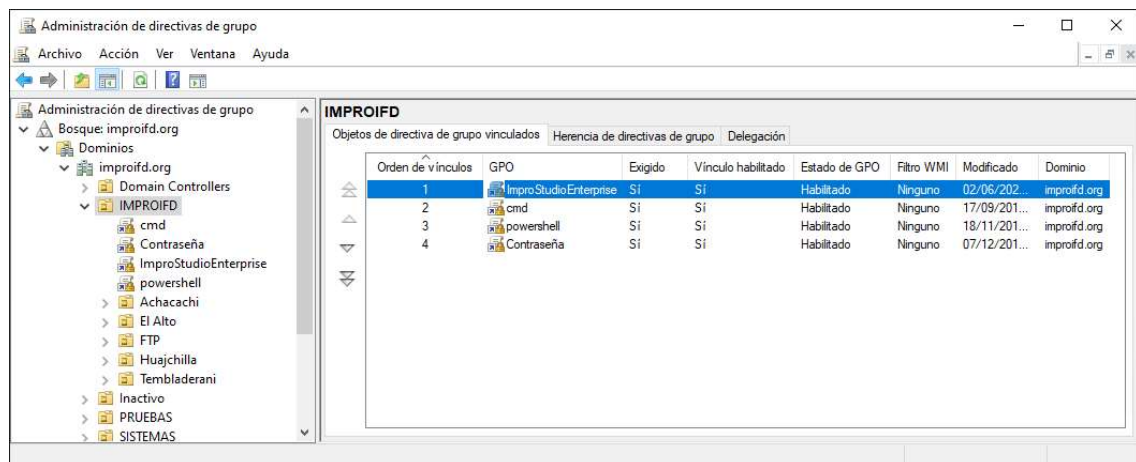 Administración de directivas de grupo
Archivo Acción Ver Ventana Ayuda
Administración de directivas de grupo
Bosque: improifd.org
Dominios
improifd.org
Domain Controllers
IMPROIFD
cmd
Contraseña
ImproStudioEnterprise
powershell
Achacachi
El Alto
FTP
Huajchilla
Tembladerani
Inactivo
PRUEBAS
SISTEMAS
IMPROIFD
Objetos de directiva de grupo vinculados Herencia de directivas de grupo Delegación
Orden de vínculos GPO Exigido Vínculo habilitado Estado de GPO Filtro WMI Modificado Dominio
1 ImproStudioEnterprise Sí Sí Habilitado Ninguno 02/06/202... improifd.org
2 cmd Sí Sí Habilitado Ninguno 17/09/201... improifd.org
3 powershell Sí Sí Habilitado Ninguno 18/11/201... improifd.org
4 Contraseña Sí Sí Habilitado Ninguno 07/12/201... improifd.org